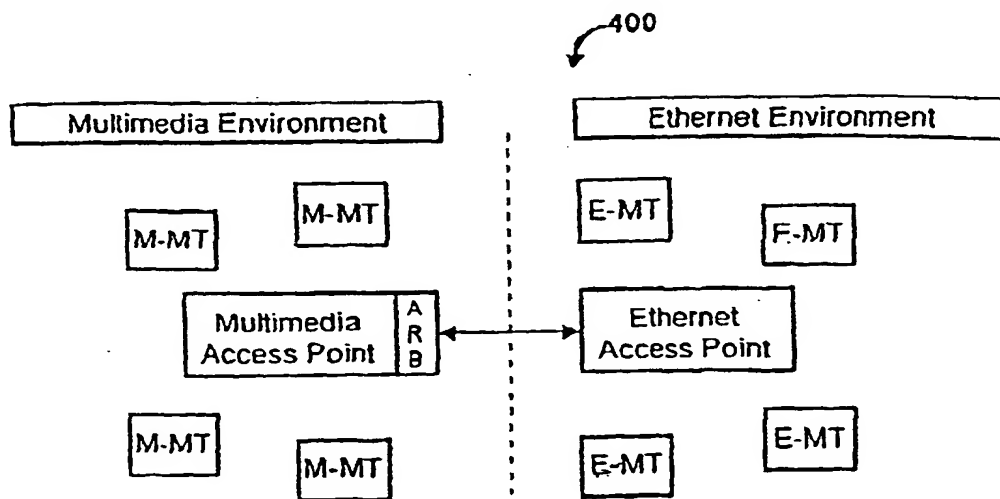 400
Multimedia Environment
Ethernet Environment
M-MT
M-MT
E-MT
E-MT
Multimedia
Access Point
A
R
B
Ethernet
Access Point
M-MT
M-MT
E-MT
E-MT